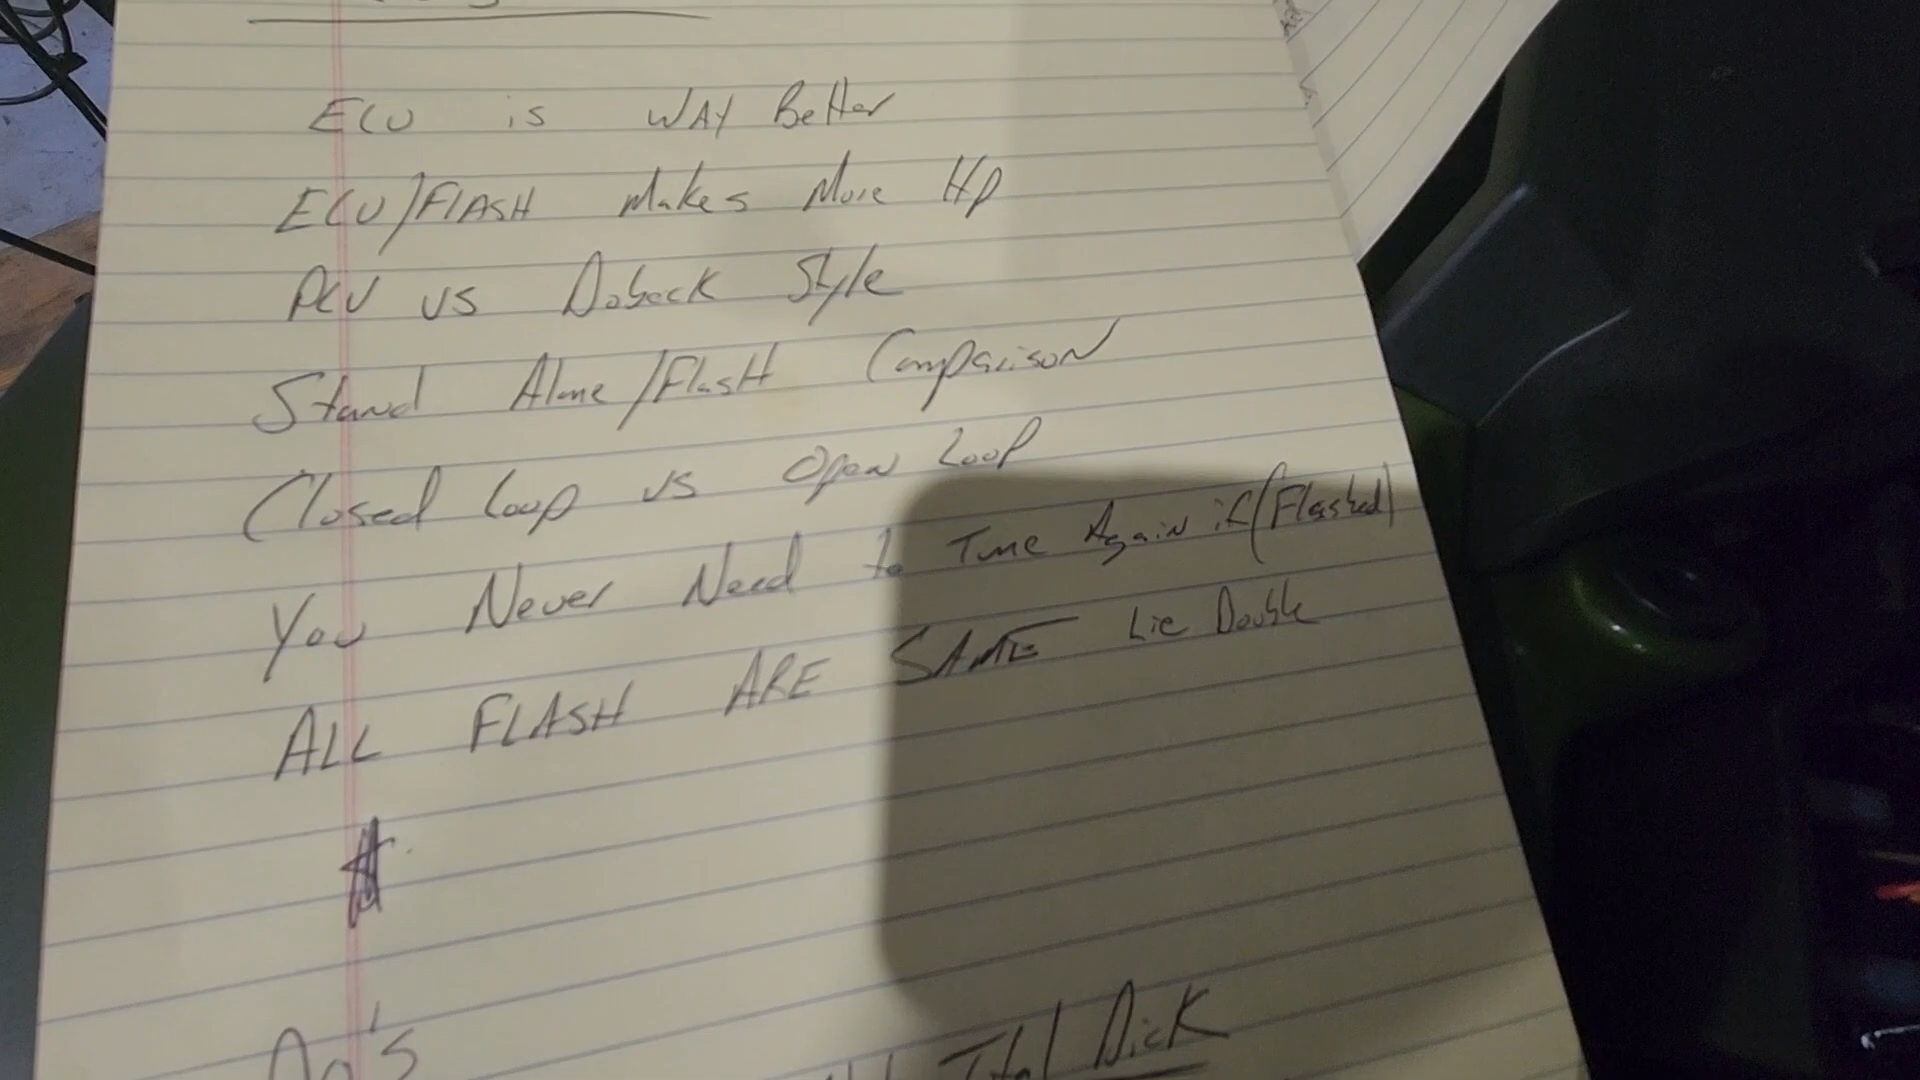 ECU is WAY Better
ECU/FLASH Makes More Hp
PCV vs Dobeck Style
Stand Alone/Flash Comparison
Closed Loop vs Open Loop
You Never Need to Tune Again if (Flashed)
ALL FLASH ARE SAME Lie Double
$
Do's
Total Dick